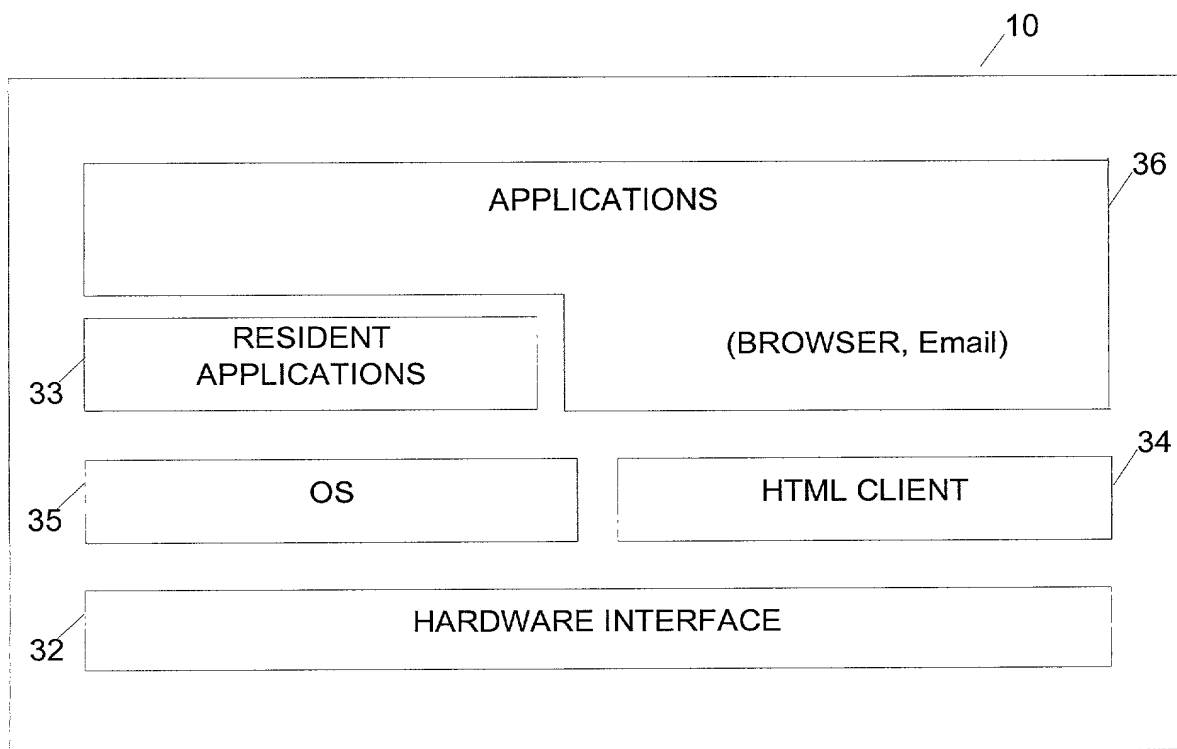 10
36
APPLICATIONS
(BROWSER, Email)
RESIDENT
APPLICATIONS
33
34
OS
HTML CLIENT
35
HARDWARE INTERFACE
32